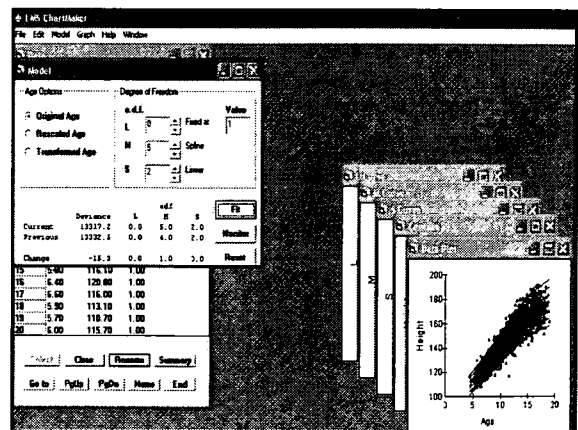 LMS ChartMaker
File Edit Model Graph Help Window
Model
Age Options
Original Age
Rescaled Age
Transformed Age
Degree of Freedom
e.d.f. Value
L 0 Fixed at 1
M 5 Spline
S 2 Linear
Fit
Monitor
Reset
edf
Deviance L M S
Current 13317.2 0.0 5.0 2.0
Previous 13332.5 0.0 4.0 2.0
Change -15.3 0.0 1.0 0.0
15 5.80 116.10 1.00
16 6.40 120.80 1.00
17 6.60 116.00 1.00
18 5.90 113.10 1.00
19 5.70 118.70 1.00
20 6.00 115.70 1.00
Close Rename Summary
Go to PgUp PgDn Home End
L
M
S
200
180
160
140
120
100
Height
0 5 10 15 20
Age